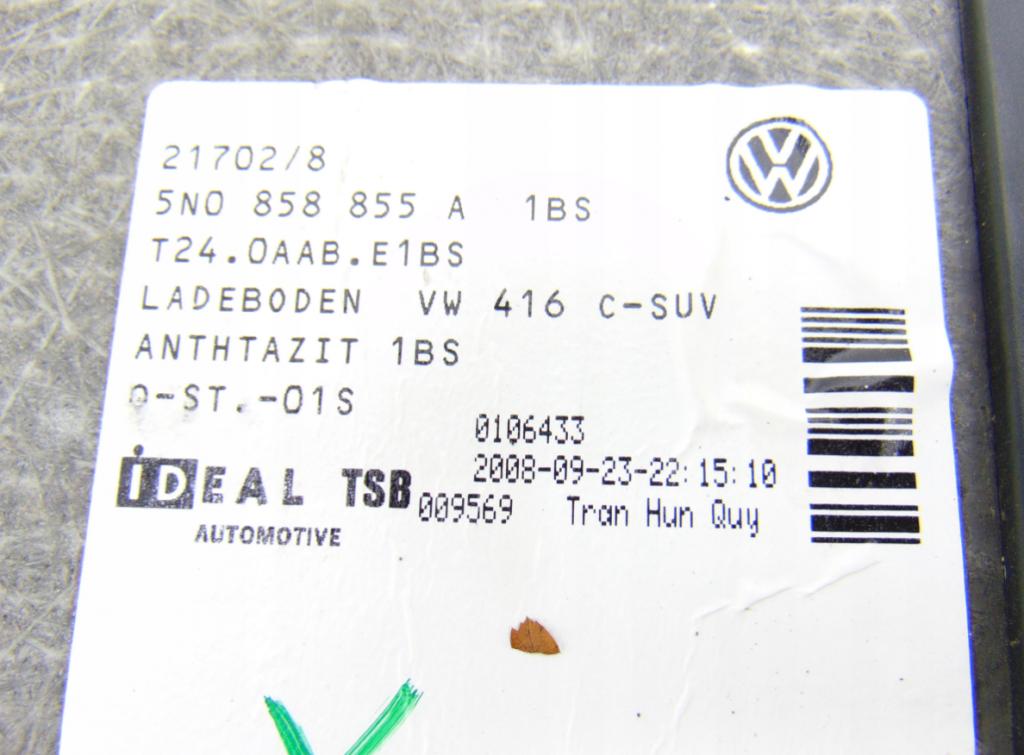 21702/8
5N0 858 855 A 1BS
T24.0AAB.E1BS
LADEBODEN VW 416 C-SUV
ANTHTAZIT 1BS
0-ST.-01S
0106433
2008-09-23-22:15:10
iDEAL TSB
009569 Tran Hun Quy
AUTOMOTIVE